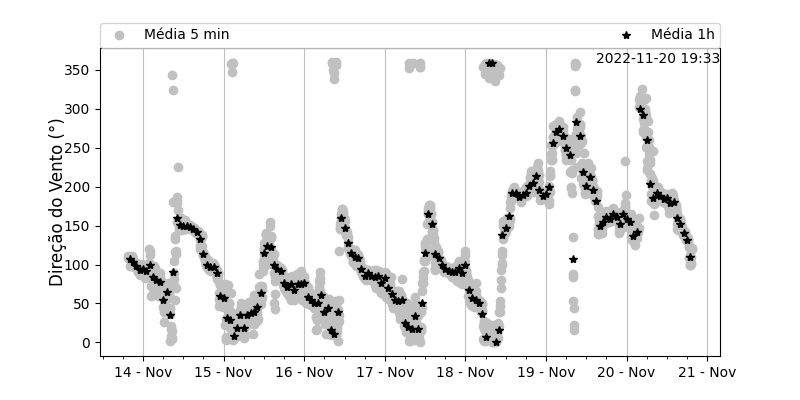 Média 5 min
Média 1h
2022-11-20 19:33
Direção do Vento (°)
350
300
250
200
150
100
50
0
14 - Nov
15 - Nov
16 - Nov
17 - Nov
18 - Nov
19 - Nov
20 - Nov
21 - Nov